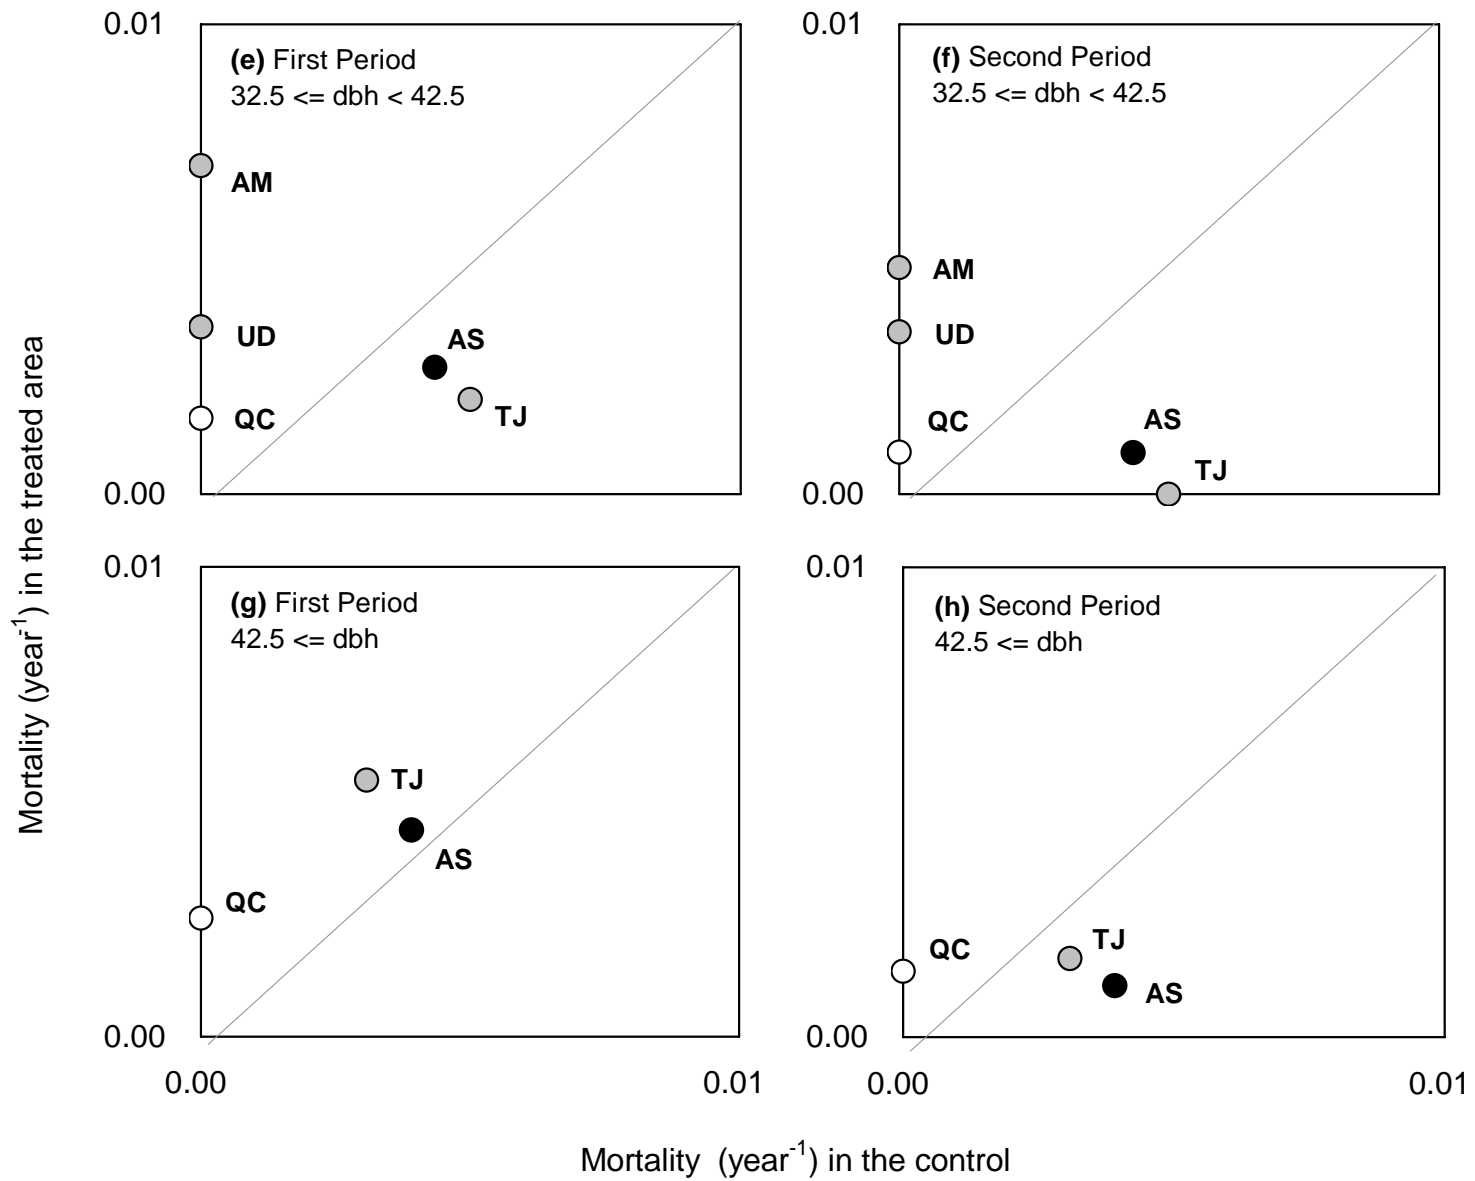 0.01
(e) First Period
32.5 <= dbh < 42.5
AM
UD
QC
AS
TJ
0.00
0.01
(f) Second Period
32.5 <= dbh < 42.5
AM
UD
QC
AS
TJ
0.00
Mortality (year-1) in the treated area
0.01
(g) First Period
42.5 <= dbh
TJ
AS
QC
0.00
0.00
0.01
0.01
(h) Second Period
42.5 <= dbh
QC
TJ
AS
0.00
0.00
0.01
Mortality (year-1) in the control